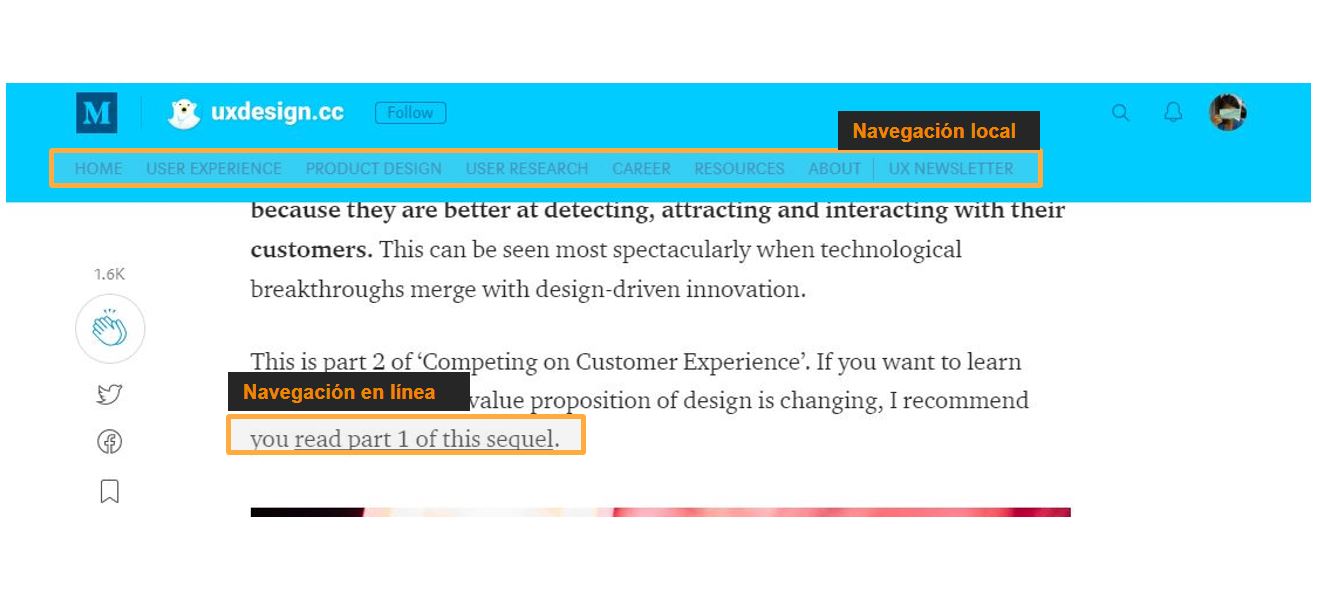 M uxdesign.cc Follow
Navegación local
HOME USER EXPERIENCE PRODUCT DESIGN USER RESEARCH CAREER RESOURCES ABOUT UX NEWSLETTER
because they are better at detecting, attracting and interacting with their
customers. This can be seen most spectacularly when technological
breakthroughs merge with design-driven innovation.
1.6K
This is part 2 of ‘Competing on Customer Experience’. If you want to learn
Navegación en línea
value proposition of design is changing, I recommend
you read part 1 of this sequel.